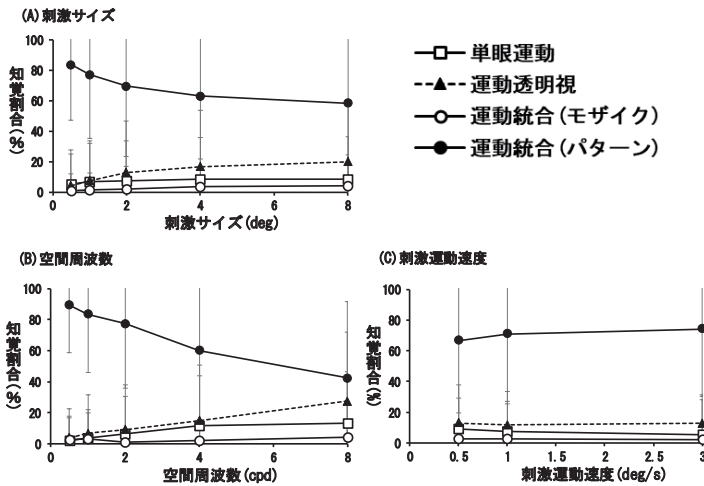 (A)刺激サイズ
100
80
60
40
20
0
0
2
4
6
8
知覚割合(%)
刺激サイズ(deg)
単眼運動
運動透明視
運動統合(モザイク)
運動統合(パターン)
(B)空間周波数
100
80
60
40
20
0
0
2
4
6
8
知覚割合(%)
空間周波数(cpd)
(C)刺激運動速度
100
80
60
40
20
0
0
0.5
1
1.5
2
2.5
3
知覚割合(%)
刺激運動速度(deg/s)